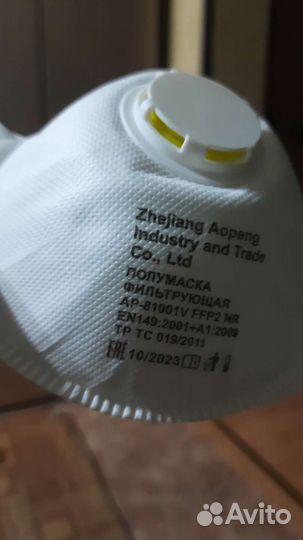 Zhejiang Aopeng
Industry and Trade
Co., Ltd
ПОЛУМАСКА
ФИЛЬТРУЮЩАЯ
AP-81001V FFP2 NR
EN149:2001+A1:2009
ТР ТС 019/2011
EAC 10/2023
Avito